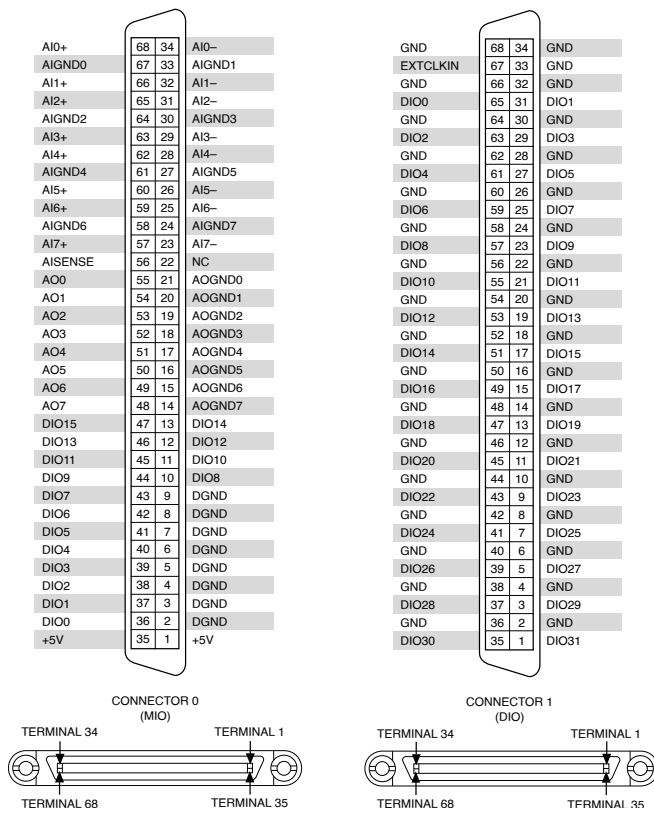 AI0+ 68 34 AI0–
AIGND0 67 33 AIGND1
AI1+ 66 32 AI1–
AI2+ 65 31 AI2–
AIGND2 64 30 AIGND3
AI3+ 63 29 AI3–
AI4+ 62 28 AI4–
AIGND4 61 27 AIGND5
AI5+ 60 26 AI5–
AI6+ 59 25 AI6–
AIGND6 58 24 AIGND7
AI7+ 57 23 AI7–
AISENSE 56 22 NC
AO0 55 21 AOGND0
AO1 54 20 AOGND1
AO2 53 19 AOGND2
AO3 52 18 AOGND3
AO4 51 17 AOGND4
AO5 50 16 AOGND5
AO6 49 15 AOGND6
AO7 48 14 AOGND7
DIO15 47 13 DIO14
DIO13 46 12 DIO12
DIO11 45 11 DIO10
DIO9 44 10 DIO8
DIO7 43 9 DGND
DIO6 42 8 DGND
DIO5 41 7 DGND
DIO4 40 6 DGND
DIO3 39 5 DGND
DIO2 38 4 DGND
DIO1 37 3 DGND
DIO0 36 2 DGND
+5V 35 1 +5V
CONNECTOR 0
(MIO)
TERMINAL 34 TERMINAL 1
TERMINAL 68 TERMINAL 35
GND 68 34 GND
EXTCLKIN 67 33 GND
GND 66 32 GND
DIO0 65 31 DIO1
GND 64 30 GND
DIO2 63 29 DIO3
GND 62 28 GND
DIO4 61 27 DIO5
GND 60 26 GND
DIO6 59 25 DIO7
GND 58 24 GND
DIO8 57 23 DIO9
GND 56 22 GND
DIO10 55 21 DIO11
GND 54 20 GND
DIO12 53 19 DIO13
GND 52 18 GND
DIO14 51 17 DIO15
GND 50 16 GND
DIO16 49 15 DIO17
GND 48 14 GND
DIO18 47 13 DIO19
GND 46 12 GND
DIO20 45 11 DIO21
GND 44 10 GND
DIO22 43 9 DIO23
GND 42 8 GND
DIO24 41 7 DIO25
GND 40 6 GND
DIO26 39 5 DIO27
GND 38 4 GND
DIO28 37 3 DIO29
GND 36 2 GND
DIO30 35 1 DIO31
CONNECTOR 1
(DIO)
TERMINAL 34 TERMINAL 1
TERMINAL 68 TERMINAL 35